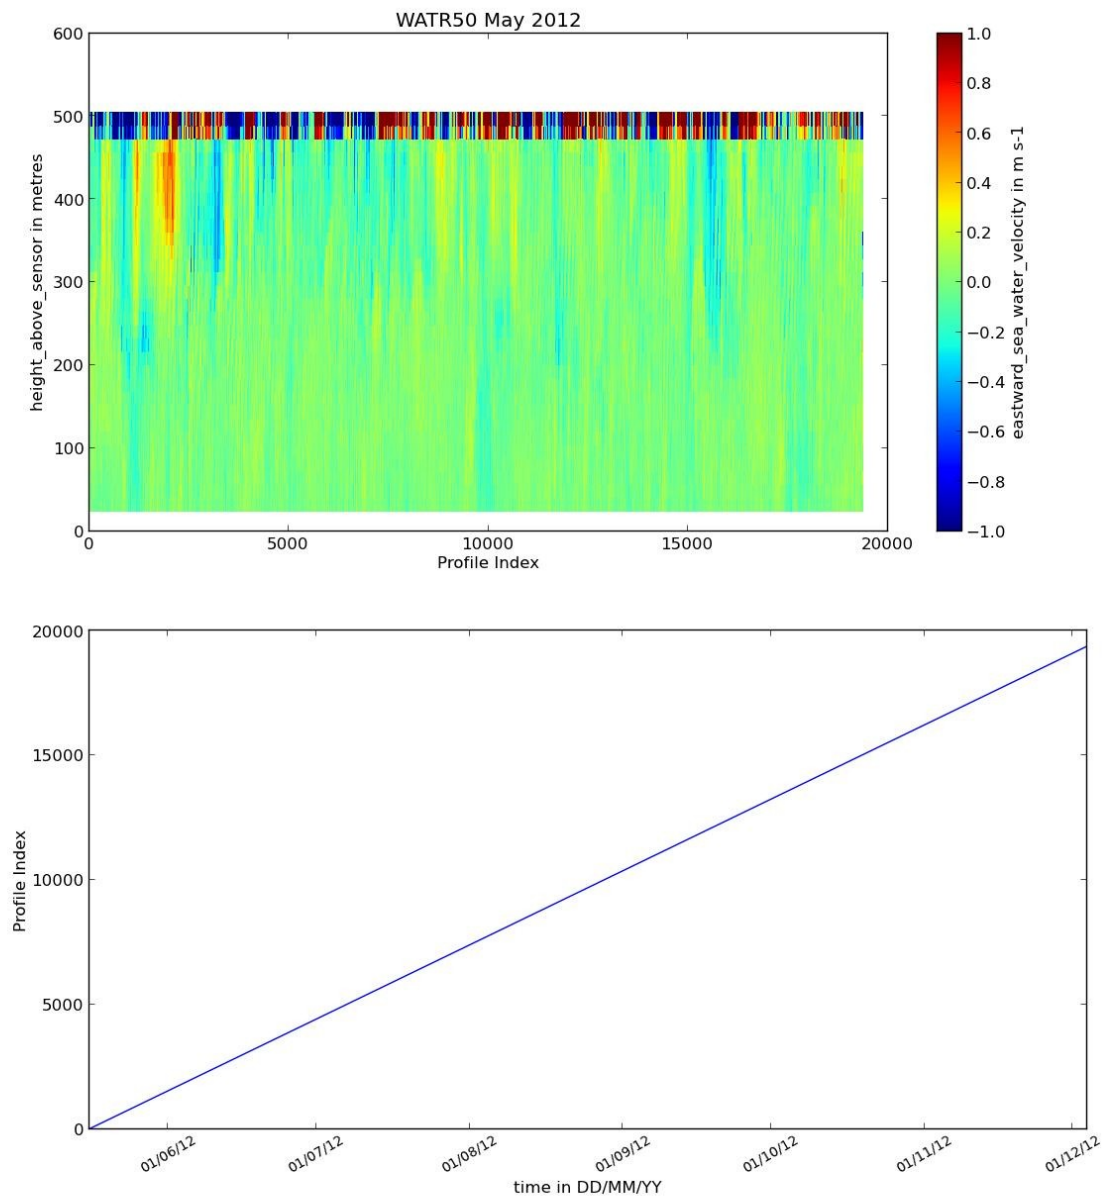 WATR50 May 2012
600
500
400
300
200
100
0
height_above_sensor in metres
0 5000 10000 15000 20000
Profile Index
1.0
0.8
0.6
0.4
0.2
0.0
−0.2
−0.4
−0.6
−0.8
−1.0
eastward_sea_water_velocity in m s-1
20000
15000
10000
5000
0
Profile Index
01/06/12 01/07/12 01/08/12 01/09/12 01/10/12 01/11/12 01/12/12
time in DD/MM/YY